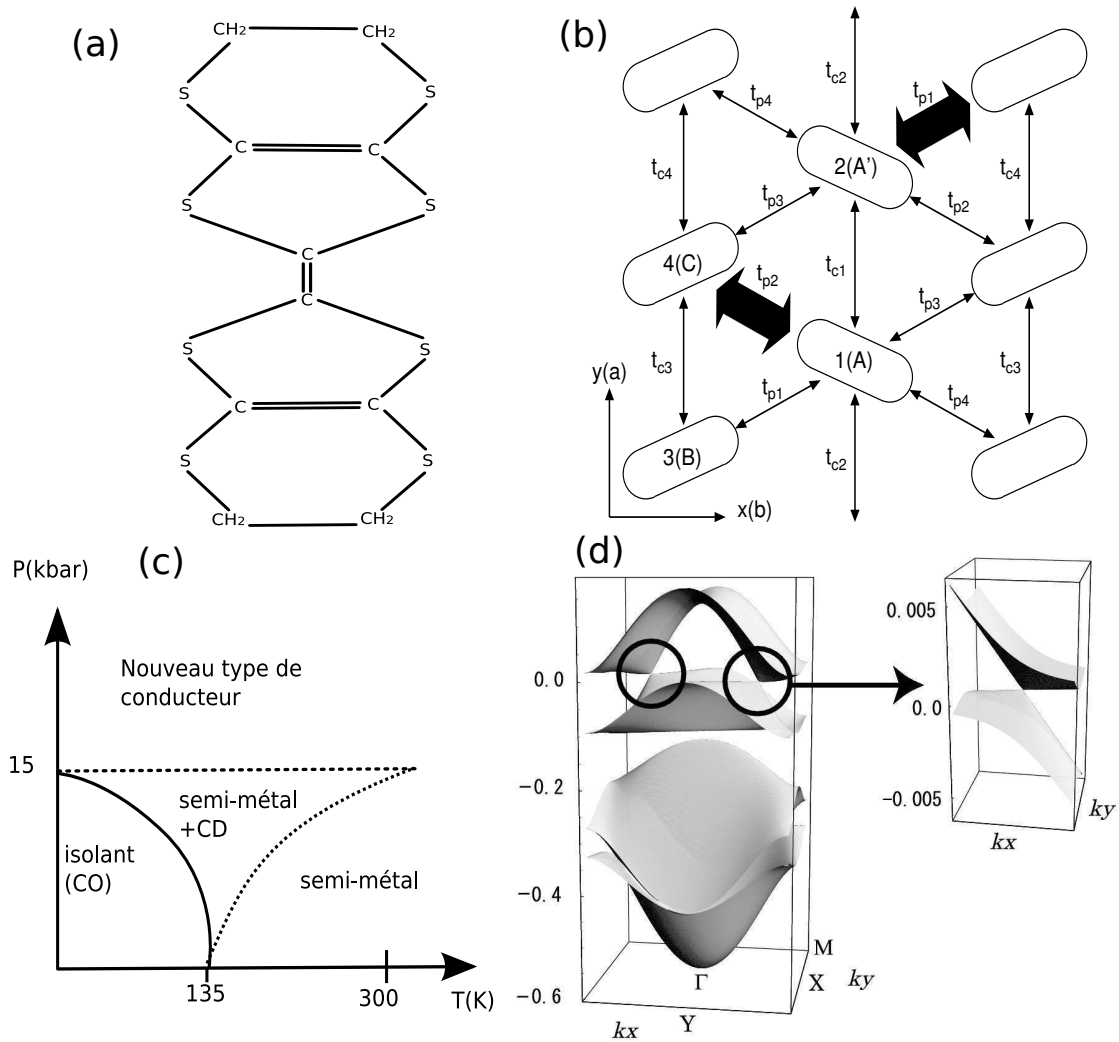 (a)
CH2 CH2
S S
C C
S S
C
C
S S
C C
S S
CH2 CH2
(b)
tc2
tp1
tp4
2(A')
tc4
tc4
tp3
tp2
4(C)
tp2
tc1
tp3
1(A)
tc3
tc3
y(a)
tp1
tp4
3(B)
tc2
x(b)
(c)
P(kbar)
Nouveau type de
conducteur
15
semi-métal
+CD
isolant
(CO)
semi-métal
135
300
T(K)
(d)
0.0
-0.2
-0.4
-0.6
Γ
M
X
ky
kx
Y
0.005
0.0
-0.005
ky
kx